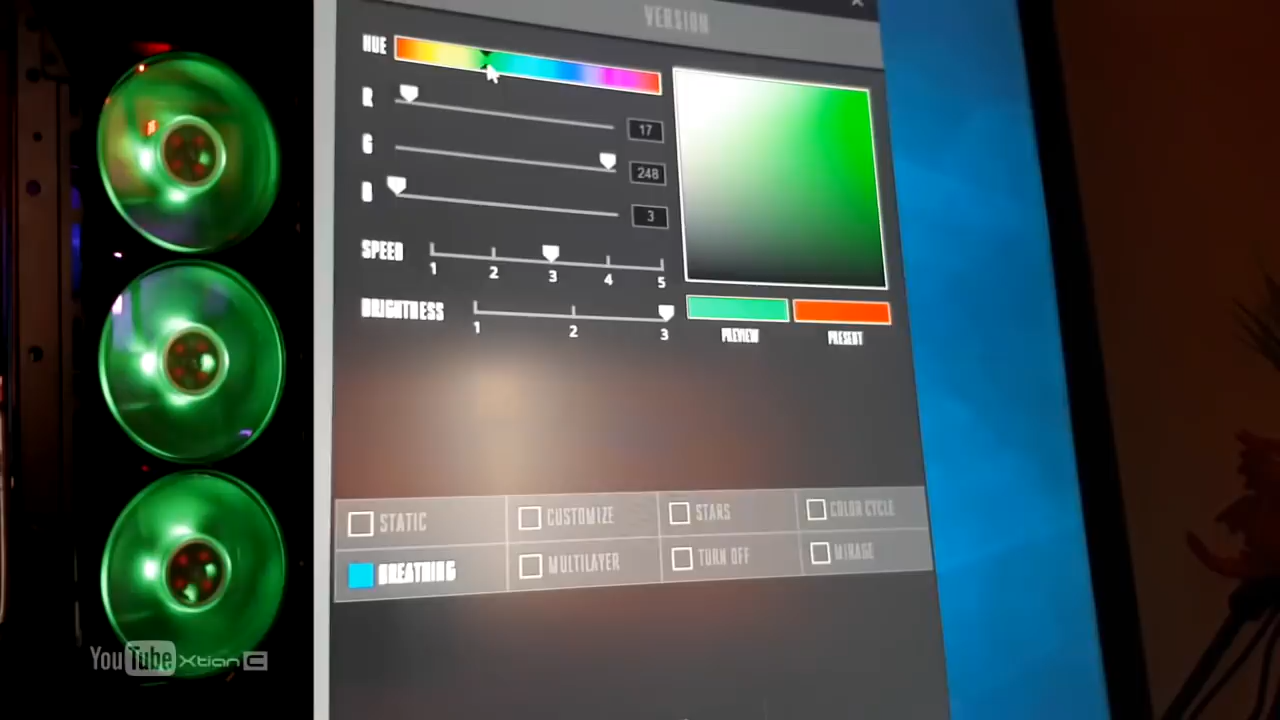 VERSION
HUE
R
17
G
248
B
3
SPEED
1 2 3 4 5
BRIGHTNESS
1 2 3
PREVIEW
PRESENT
STATIC
CUSTOMIZE
STARS
COLOR CYCLE
BREATHING
MULTILAYER
TURN OFF
MIRAGE
YouTube Xtian C